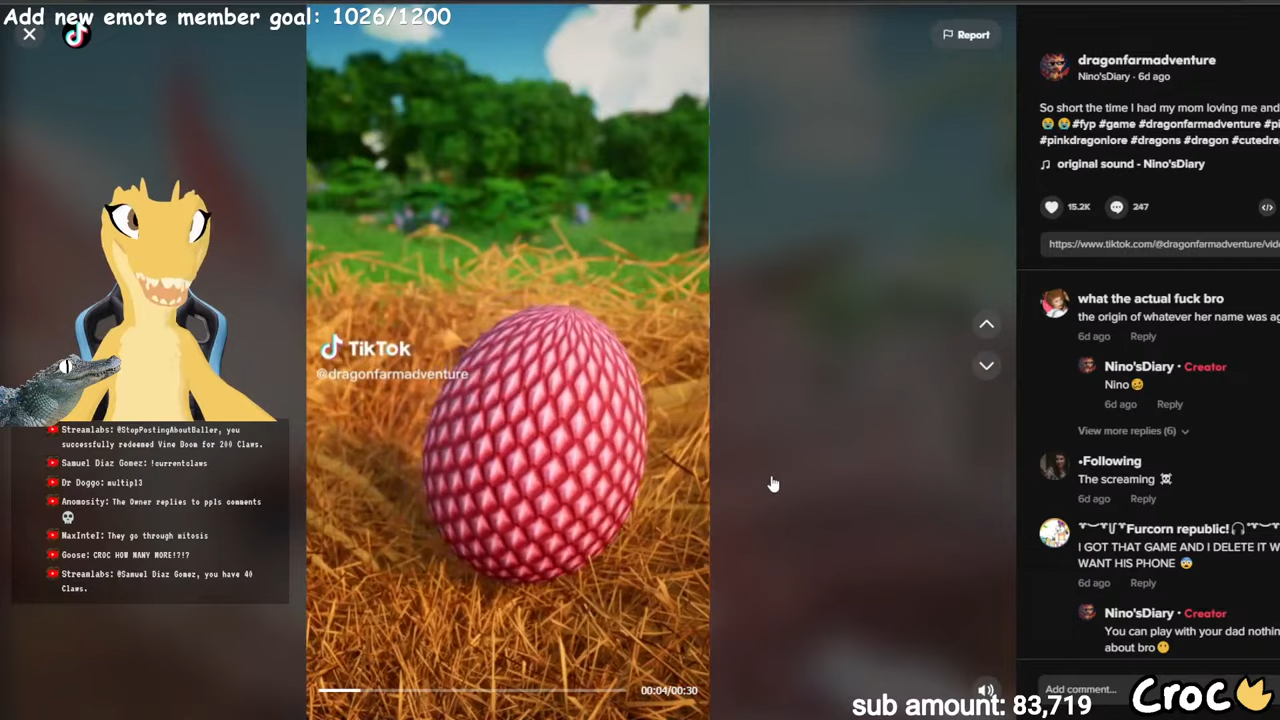 Add new emote member goal: 1026/1200
Report
TikTok
@dragonfarmadventure
00:04/00:30
Streamlabs: @StopPostingAboutBaller, you
successfully redeemed Vine Boom for 200 Claws.
Samuel Diaz Gomez: !currentclaws
Dr Doggo: multipl3
Anomosity: The Owner replies to ppls comments
MaxIntel: They go through mitosis
Goose: CROC HOW MANY MORE!?!?
Streamlabs: @Samuel Diaz Gomez, you have 40
Claws.
dragonfarmadventure
Nino'sDiary · 6d ago
So short the time I had my mom loving me and
#fyp #game #dragonfarmadventure #pi
#pinkdragonlore #dragons #dragon #cutedra
original sound - Nino'sDiary
15.2K 247
https://www.tiktok.com/@dragonfarmadventure/vid
what the actual fuck bro
the origin of whatever her name was ag
6d ago Reply
Nino'sDiary · Creator
Nino
6d ago Reply
View more replies (6)
•Following
The screaming
6d ago Reply
Furcorn republic!
I GOT THAT GAME AND I DELETE IT W
WANT HIS PHONE
6d ago Reply
Nino'sDiary · Creator
You can play with your dad nothin
about bro
Add comment...
Croc
sub amount: 83,719